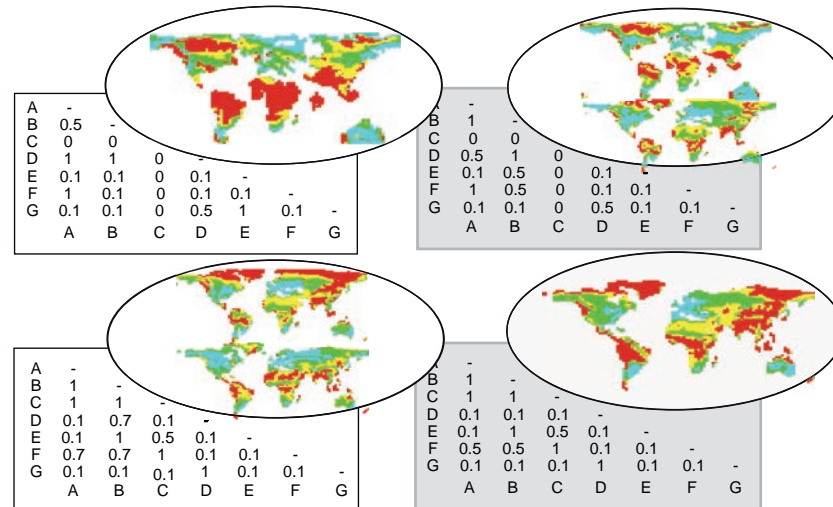 A -
B 0.5 -
C 0 0
D 1 1 0 -
E 0.1 0.1 0 0.1 -
F 1 0.1 0 0.1 0.1 -
G 0.1 0.1 0 0.5 1 0.1 -
A B C D E F G
A -
B 1 -
C 0 0
D 0.5 1 0
E 0.1 0.5 0 0.1 -
F 1 0.5 0 0.1 0.1 -
G 0.1 0.1 0 0.5 0.1 0.1 -
A B C D E F G
A -
B 1 -
C 1 1 -
D 0.1 0.7 0.1 -
E 0.1 1 0.5 0.1 -
F 0.7 0.7 1 0.1 0.1 -
G 0.1 0.1 0.1 1 0.1 0.1 -
A B C D E F G
A -
B 1 -
C 1 1 -
D 0.1 0.1 0.1 -
E 0.1 1 0.5 0.1 -
F 0.5 0.5 1 0.1 0.1 -
G 0.1 0.1 0.1 1 0.1 0.1 -
A B C D E F G